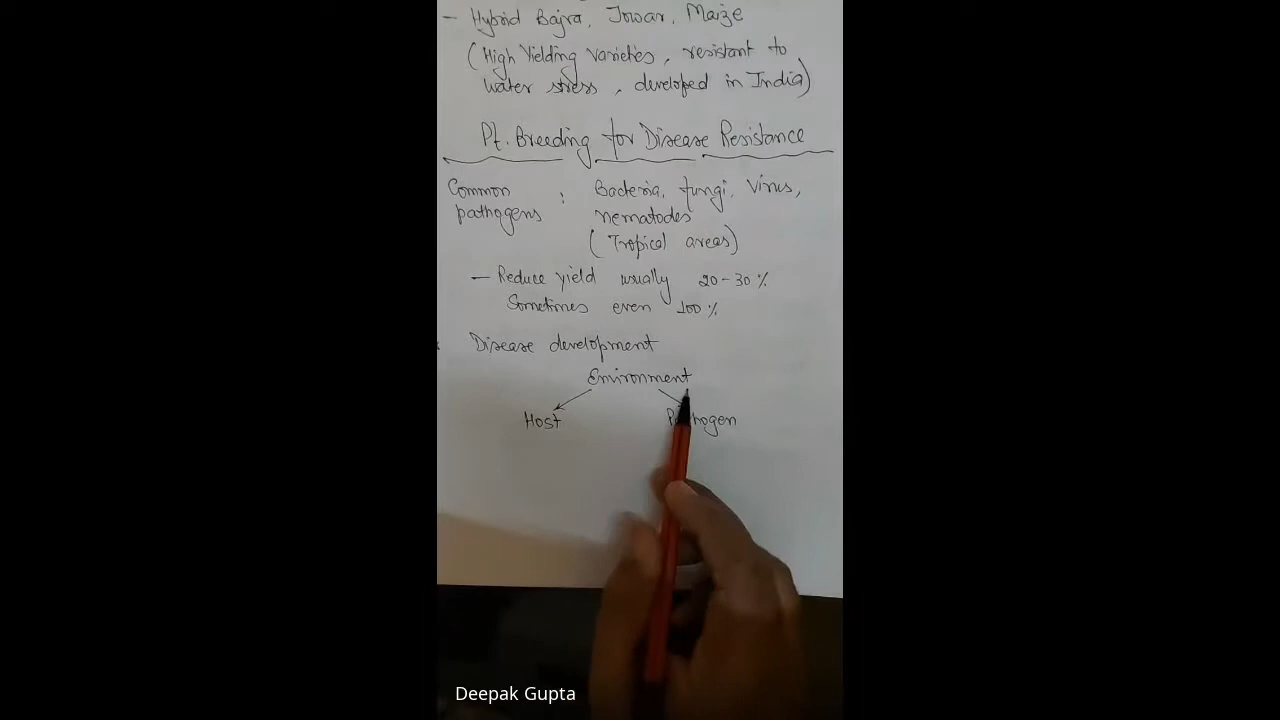 - Hybrid Bajra, Jowar, Maize
(High Yielding Varieties, resistant to
water stress, developed in India)
Pt. Breeding for Disease Resistance
Common pathogens : Bacteria, fungi, Virus,
nematodes
(Tropical areas)
- Reduce yield usually 20-30%
Sometimes even 100%
Disease development
Environment
Host Pathogen
Deepak Gupta